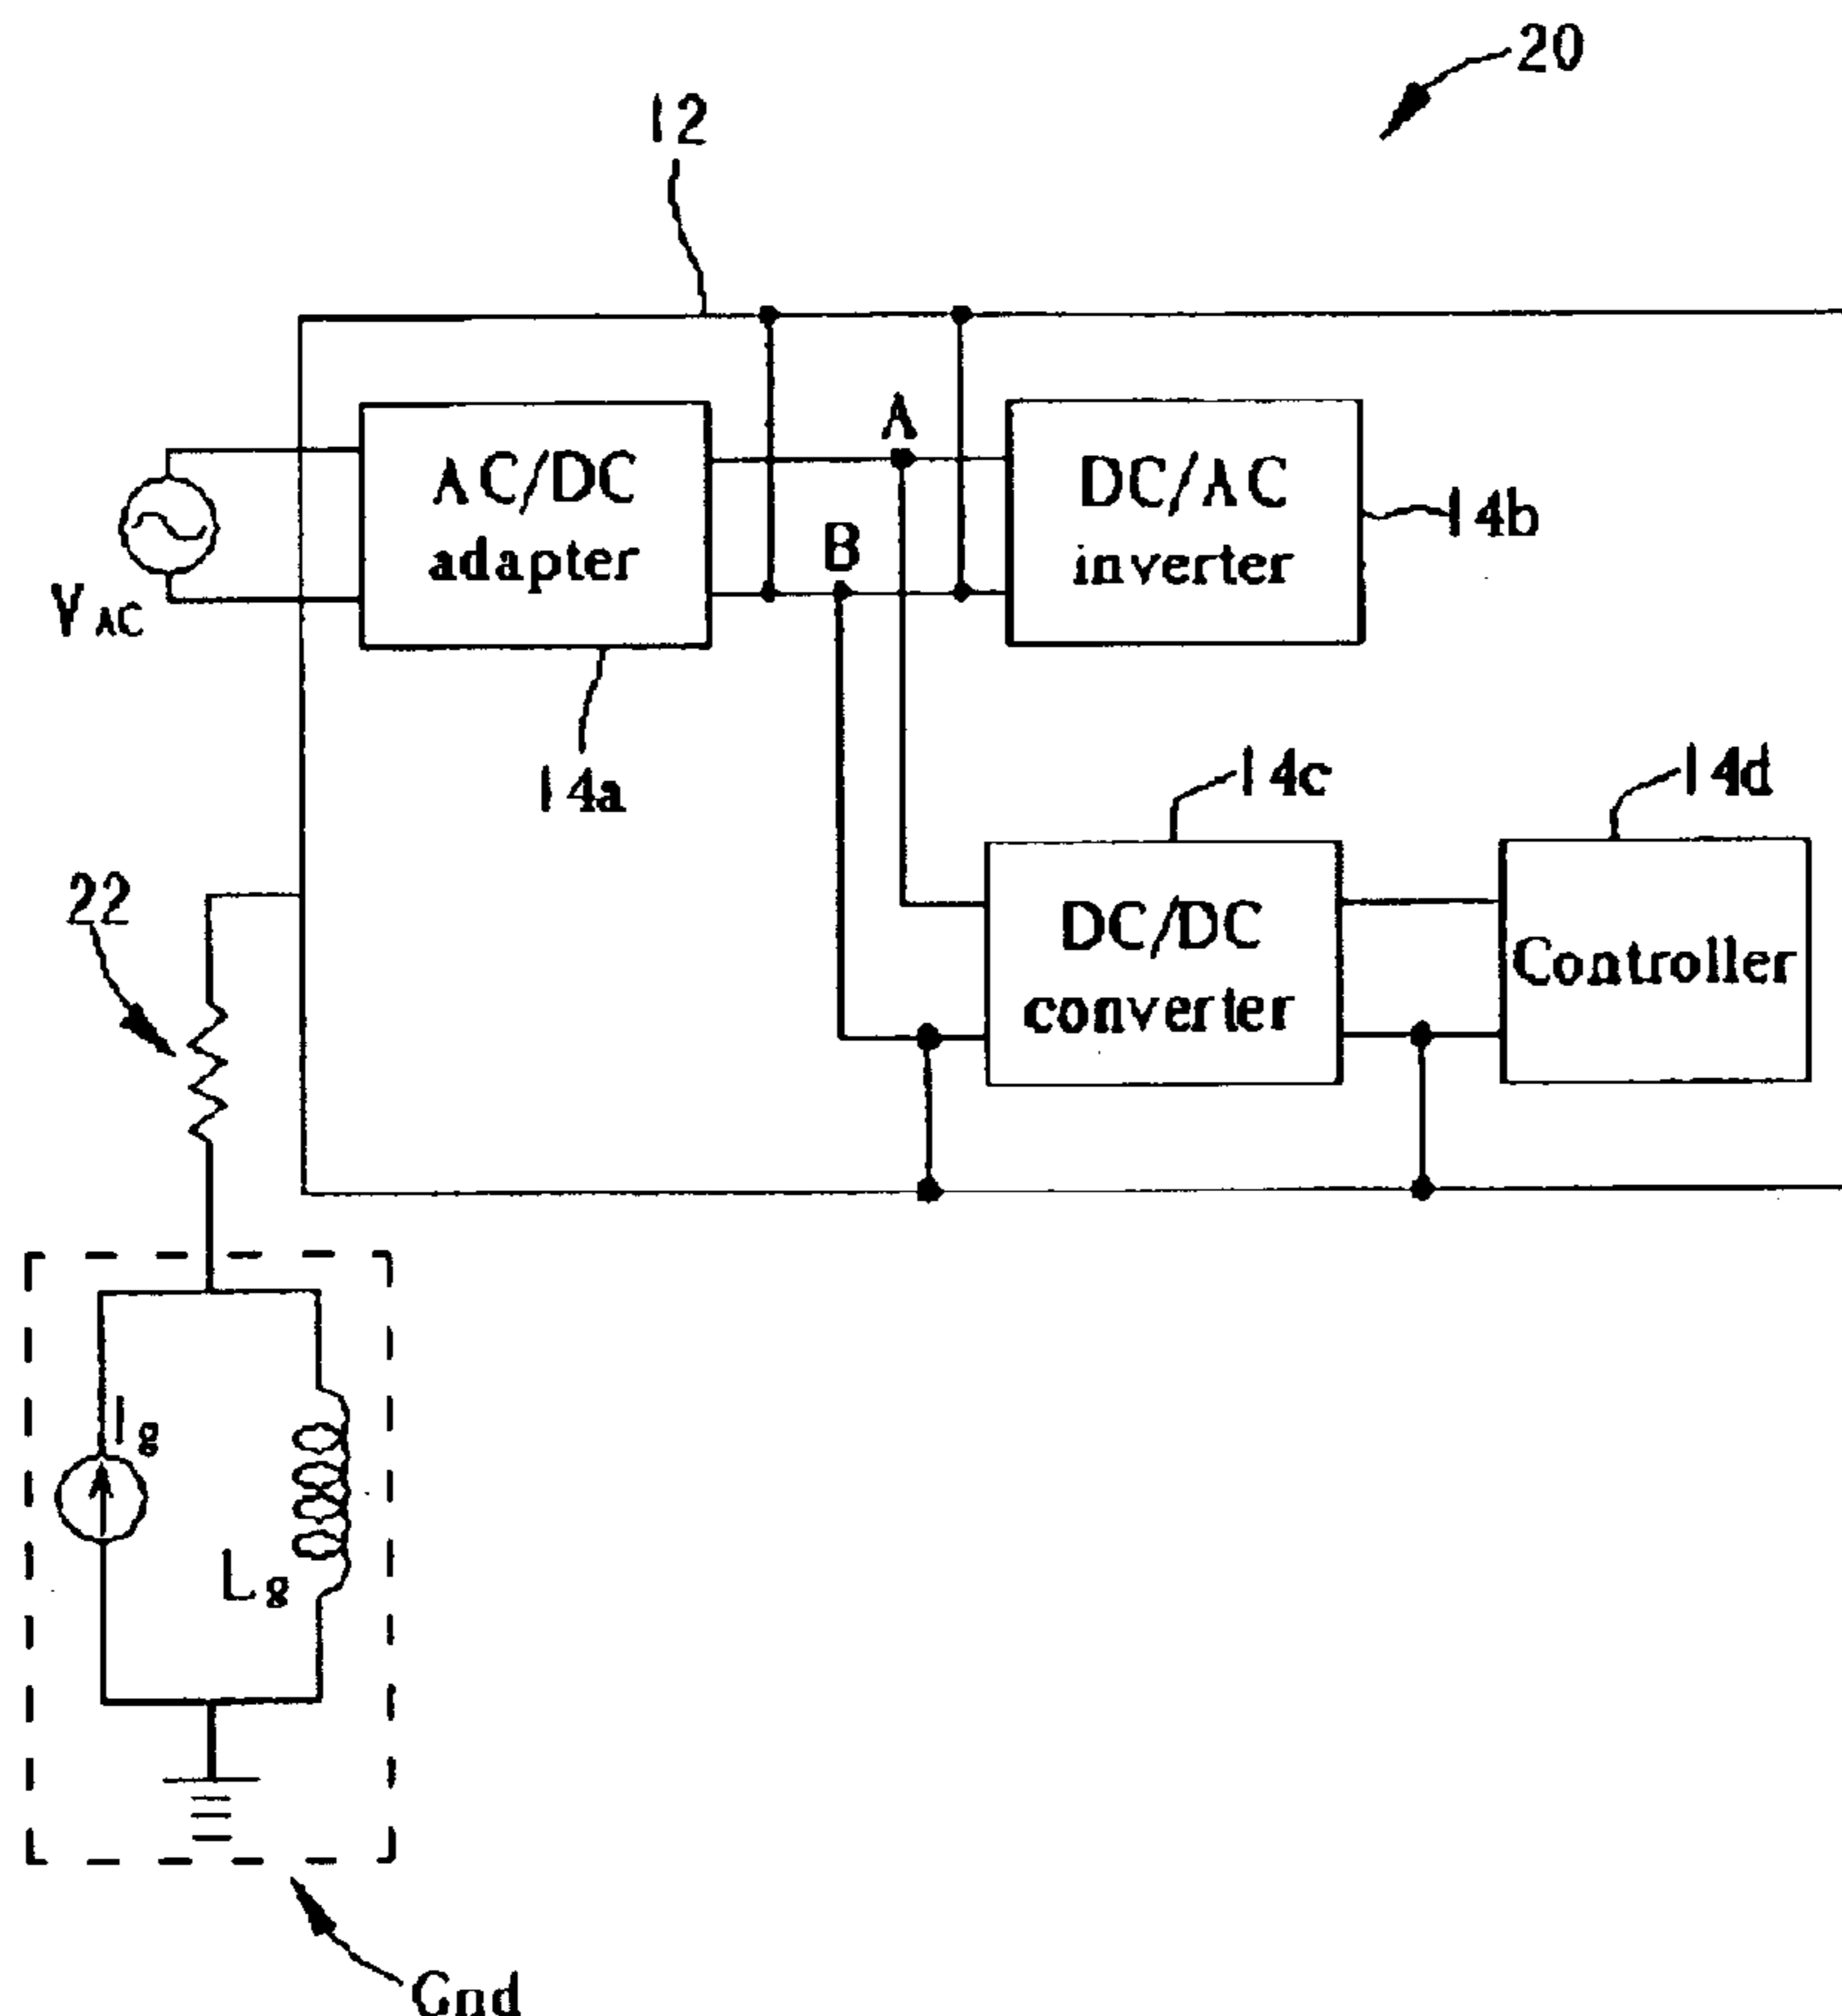 20
12
A
AC/DC
adapter
DC/AC
inverter
14b
B
V AC
14a
14c
14d
22
DC/DC
converter
Controller
Ig
Lg
Gnd